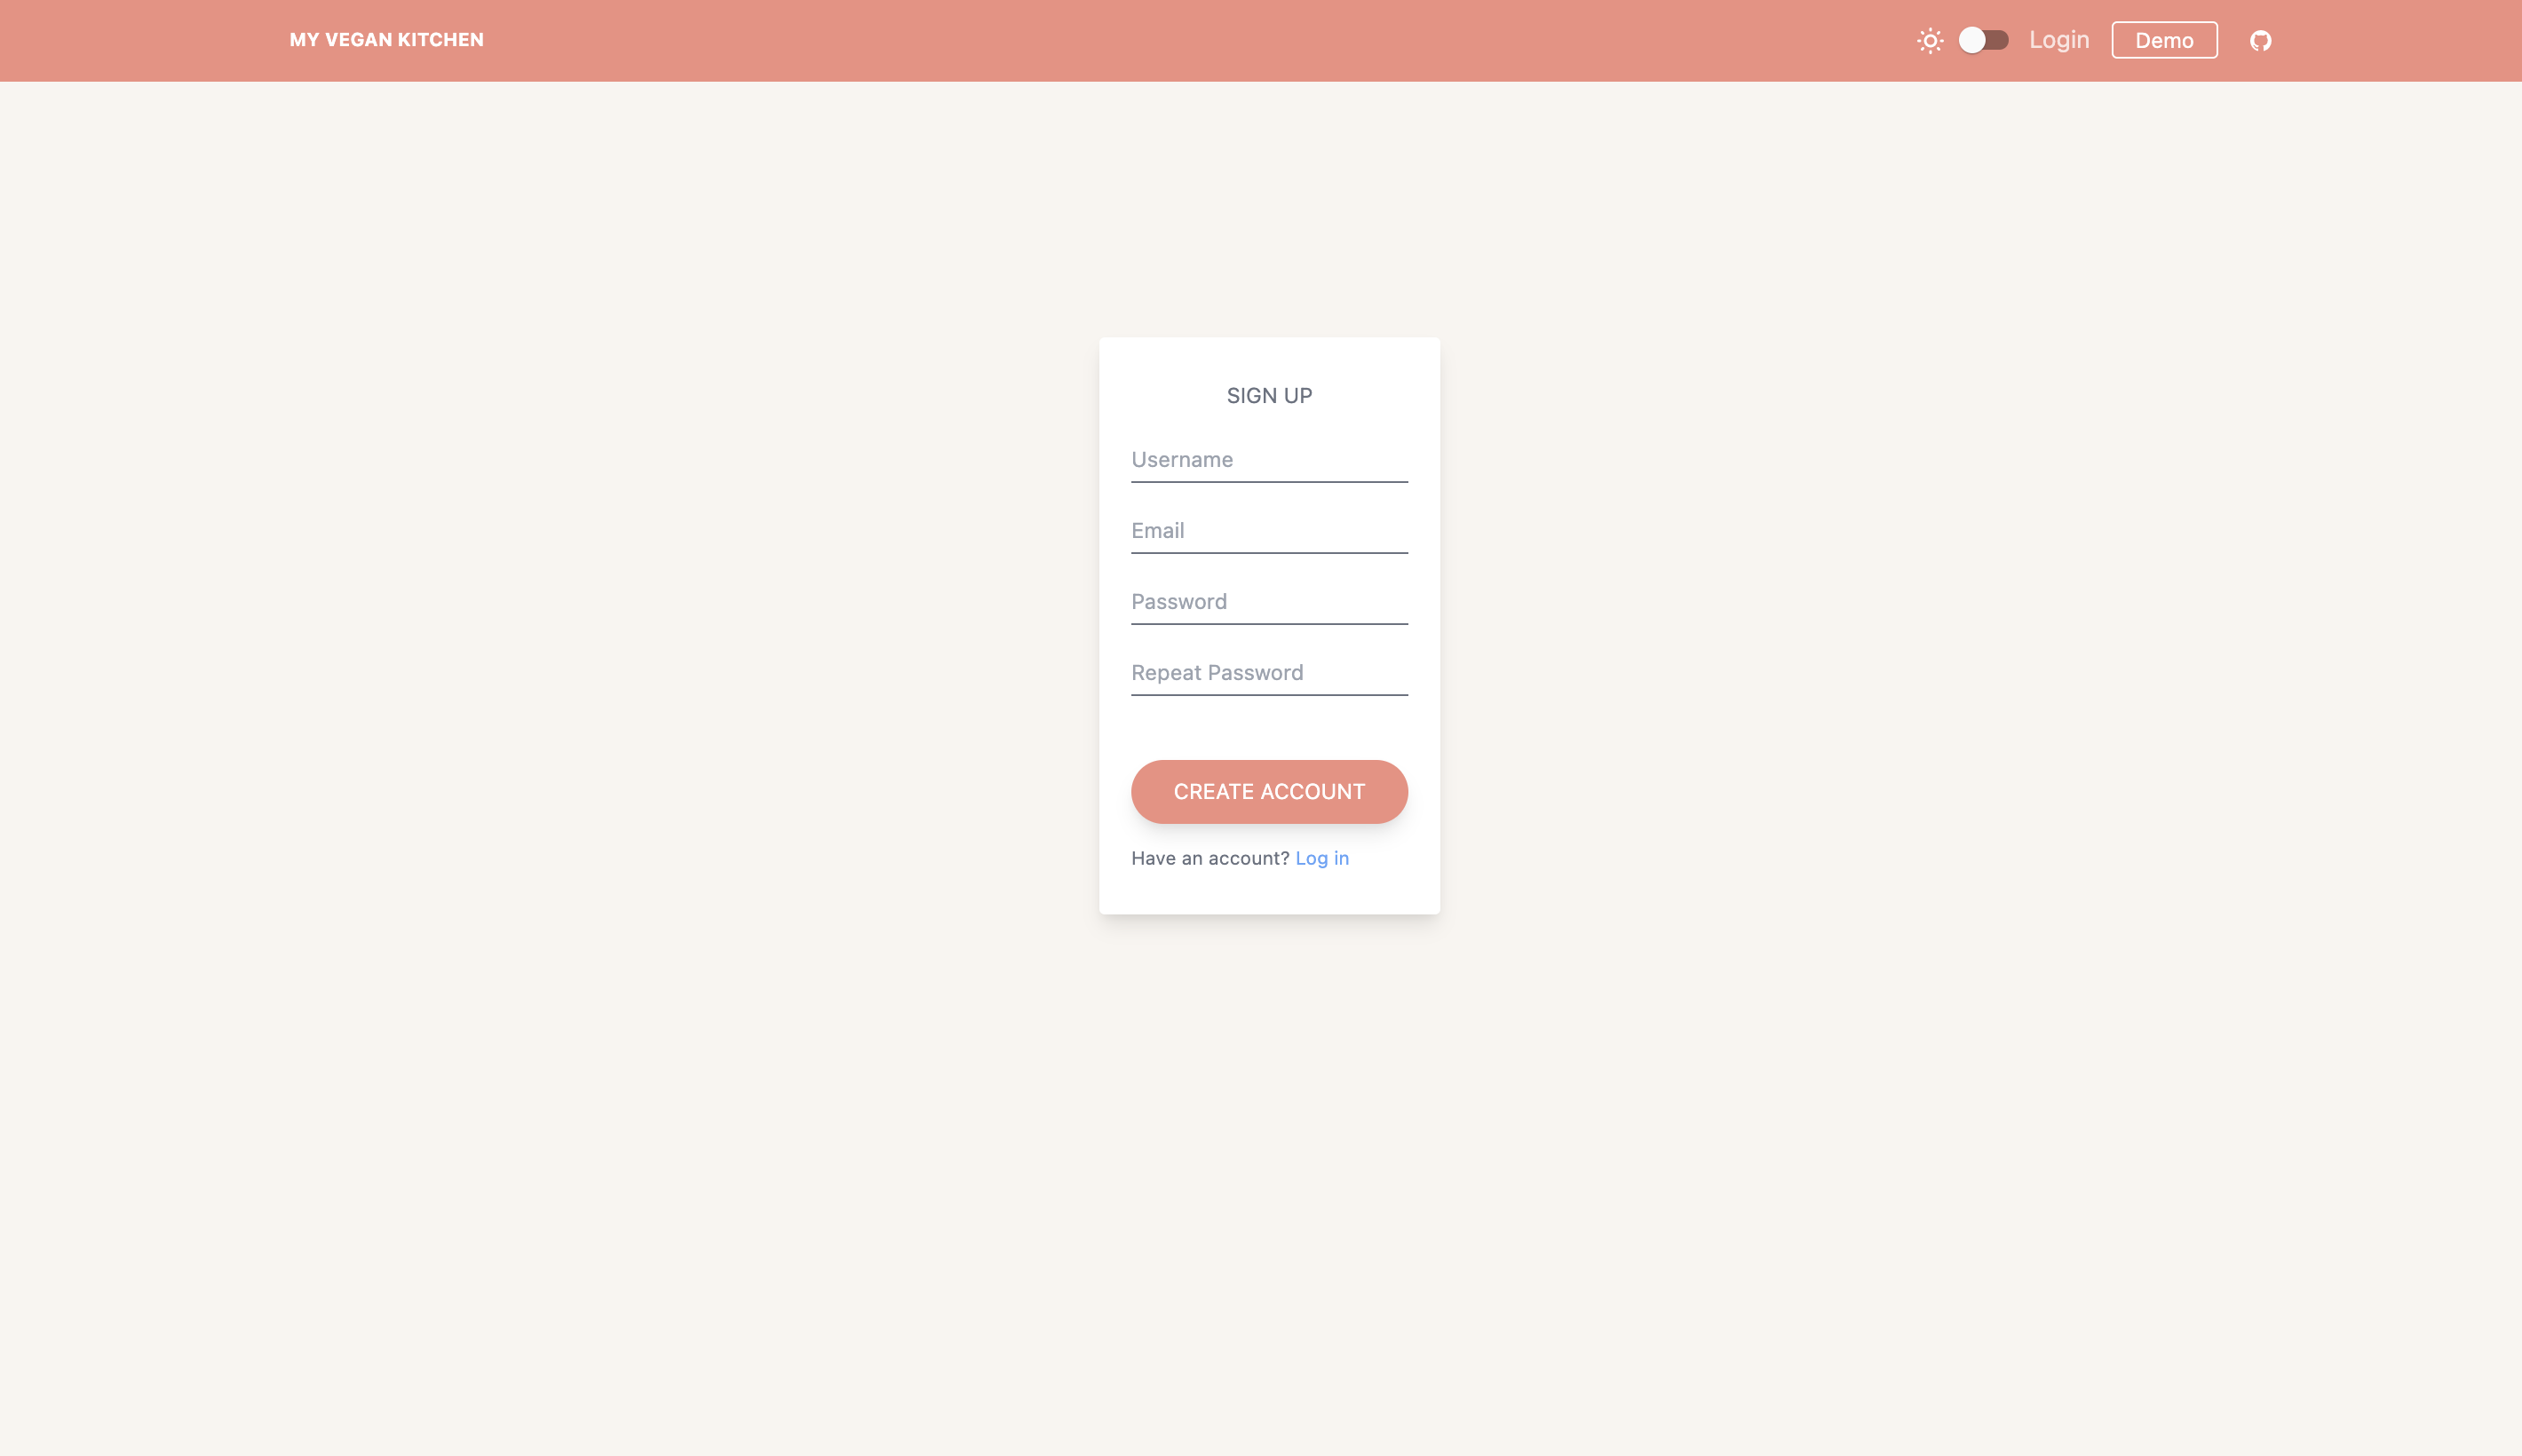 MY VEGAN KITCHEN
Login
Demo
SIGN UP
Username
Email
Password
Repeat Password
CREATE ACCOUNT
Have an account? Log in